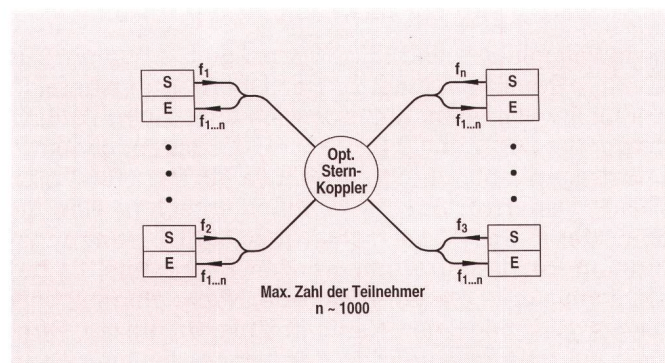 f1
S
E
f1...n
fn
S
E
f1...n
Opt.
Stern-
Koppler
f2
S
E
f1...n
f3
S
E
f1...n
Max. Zahl der Teilnehmer
n ~ 1000